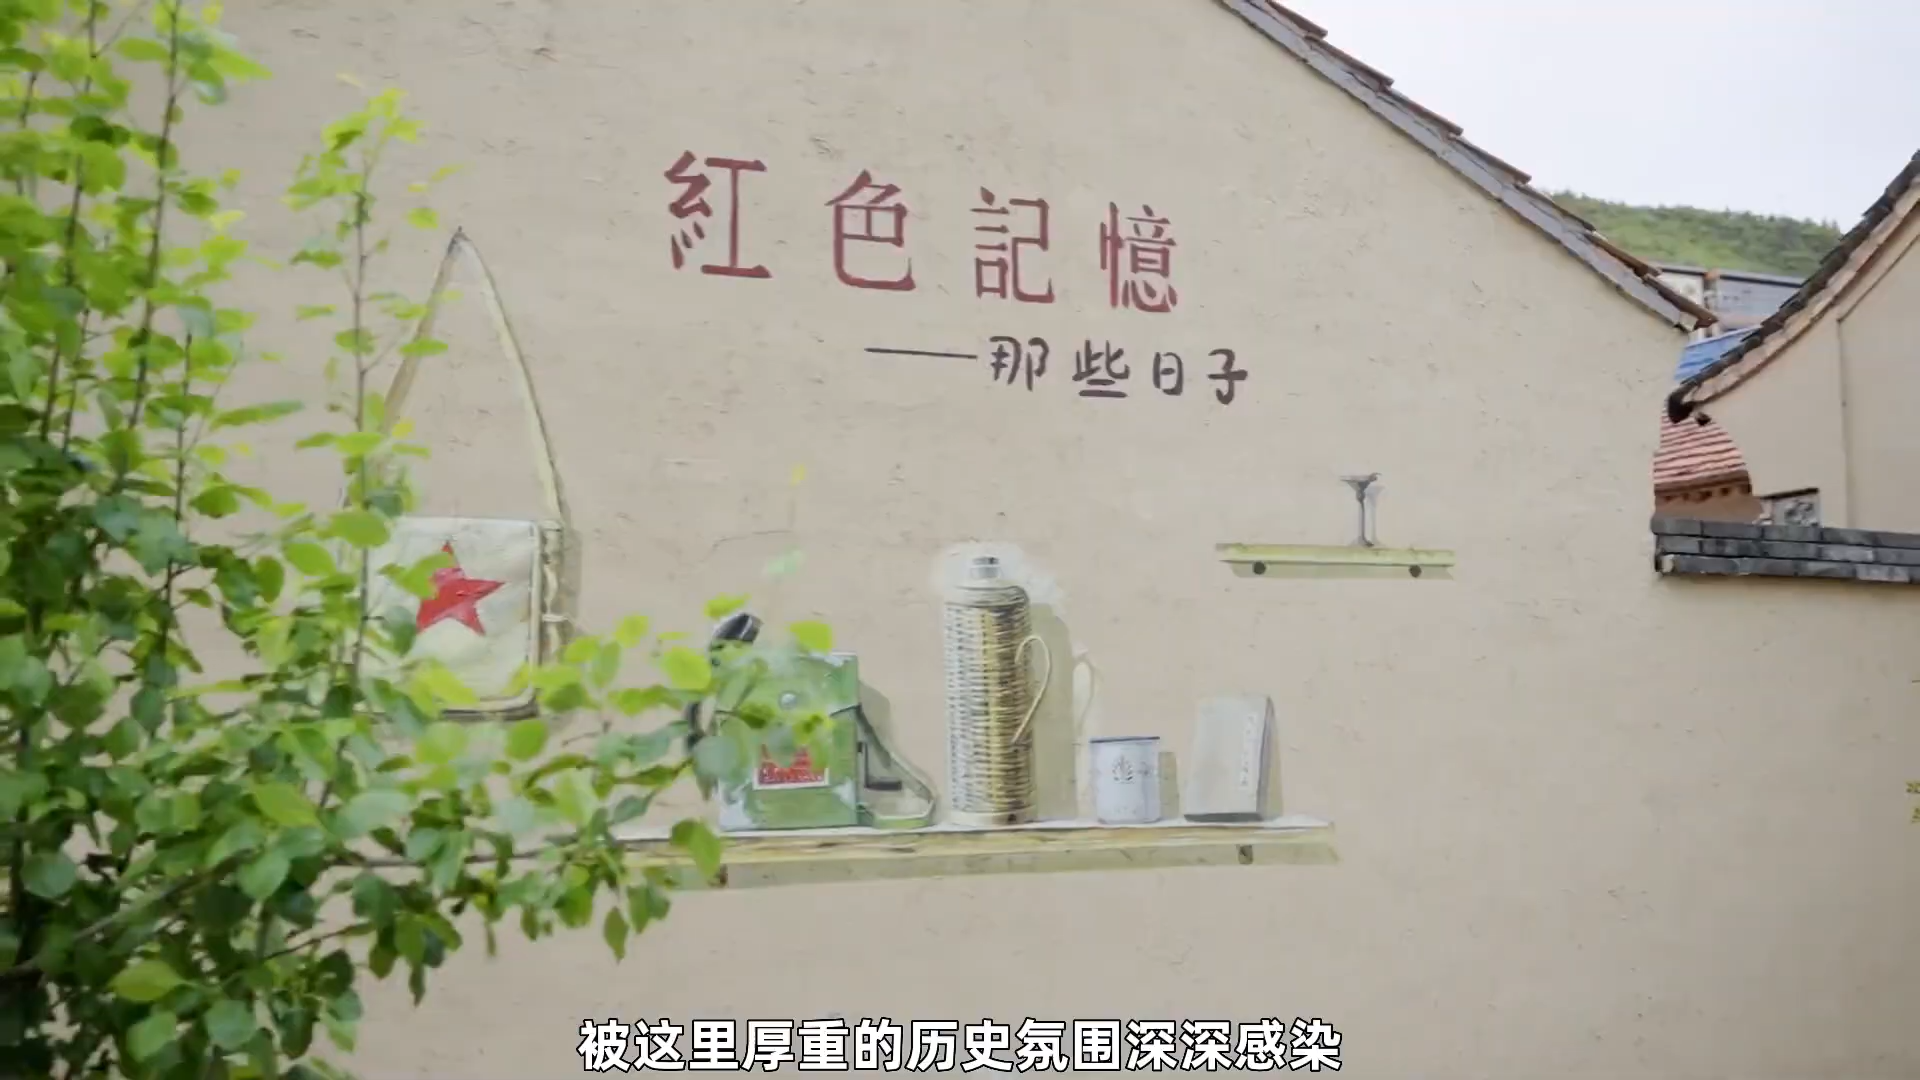 紅色記憶
——那些日子
被这里厚重的历史氛围深深感染